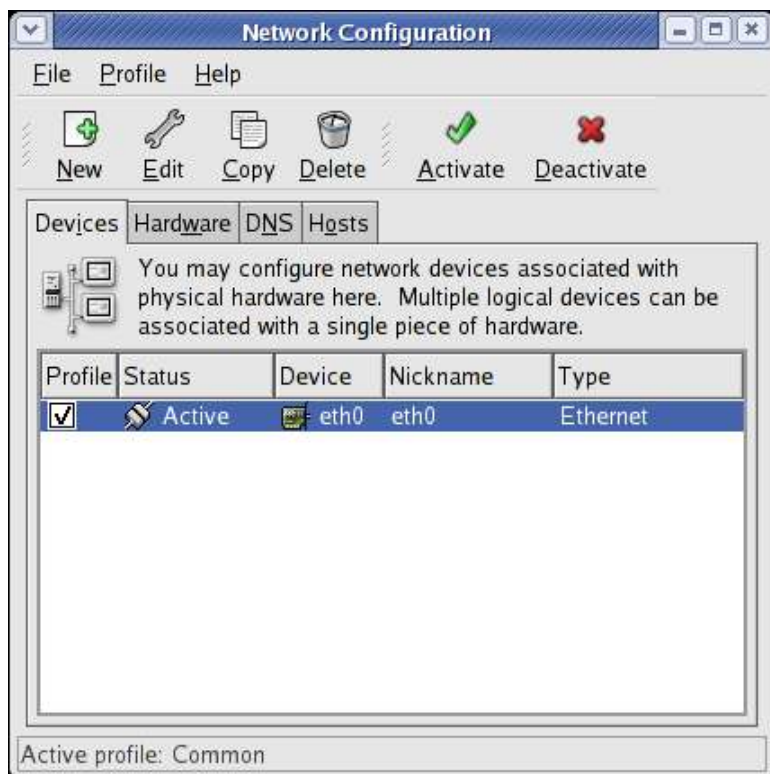 Network Configuration
File Profile Help
New Edit Copy Delete Activate Deactivate
Devices Hardware DNS Hosts
You may configure network devices associated with
physical hardware here.  Multiple logical devices can be
associated with a single piece of hardware.
Profile Status Device Nickname Type
Active eth0 eth0 Ethernet
Active profile: Common